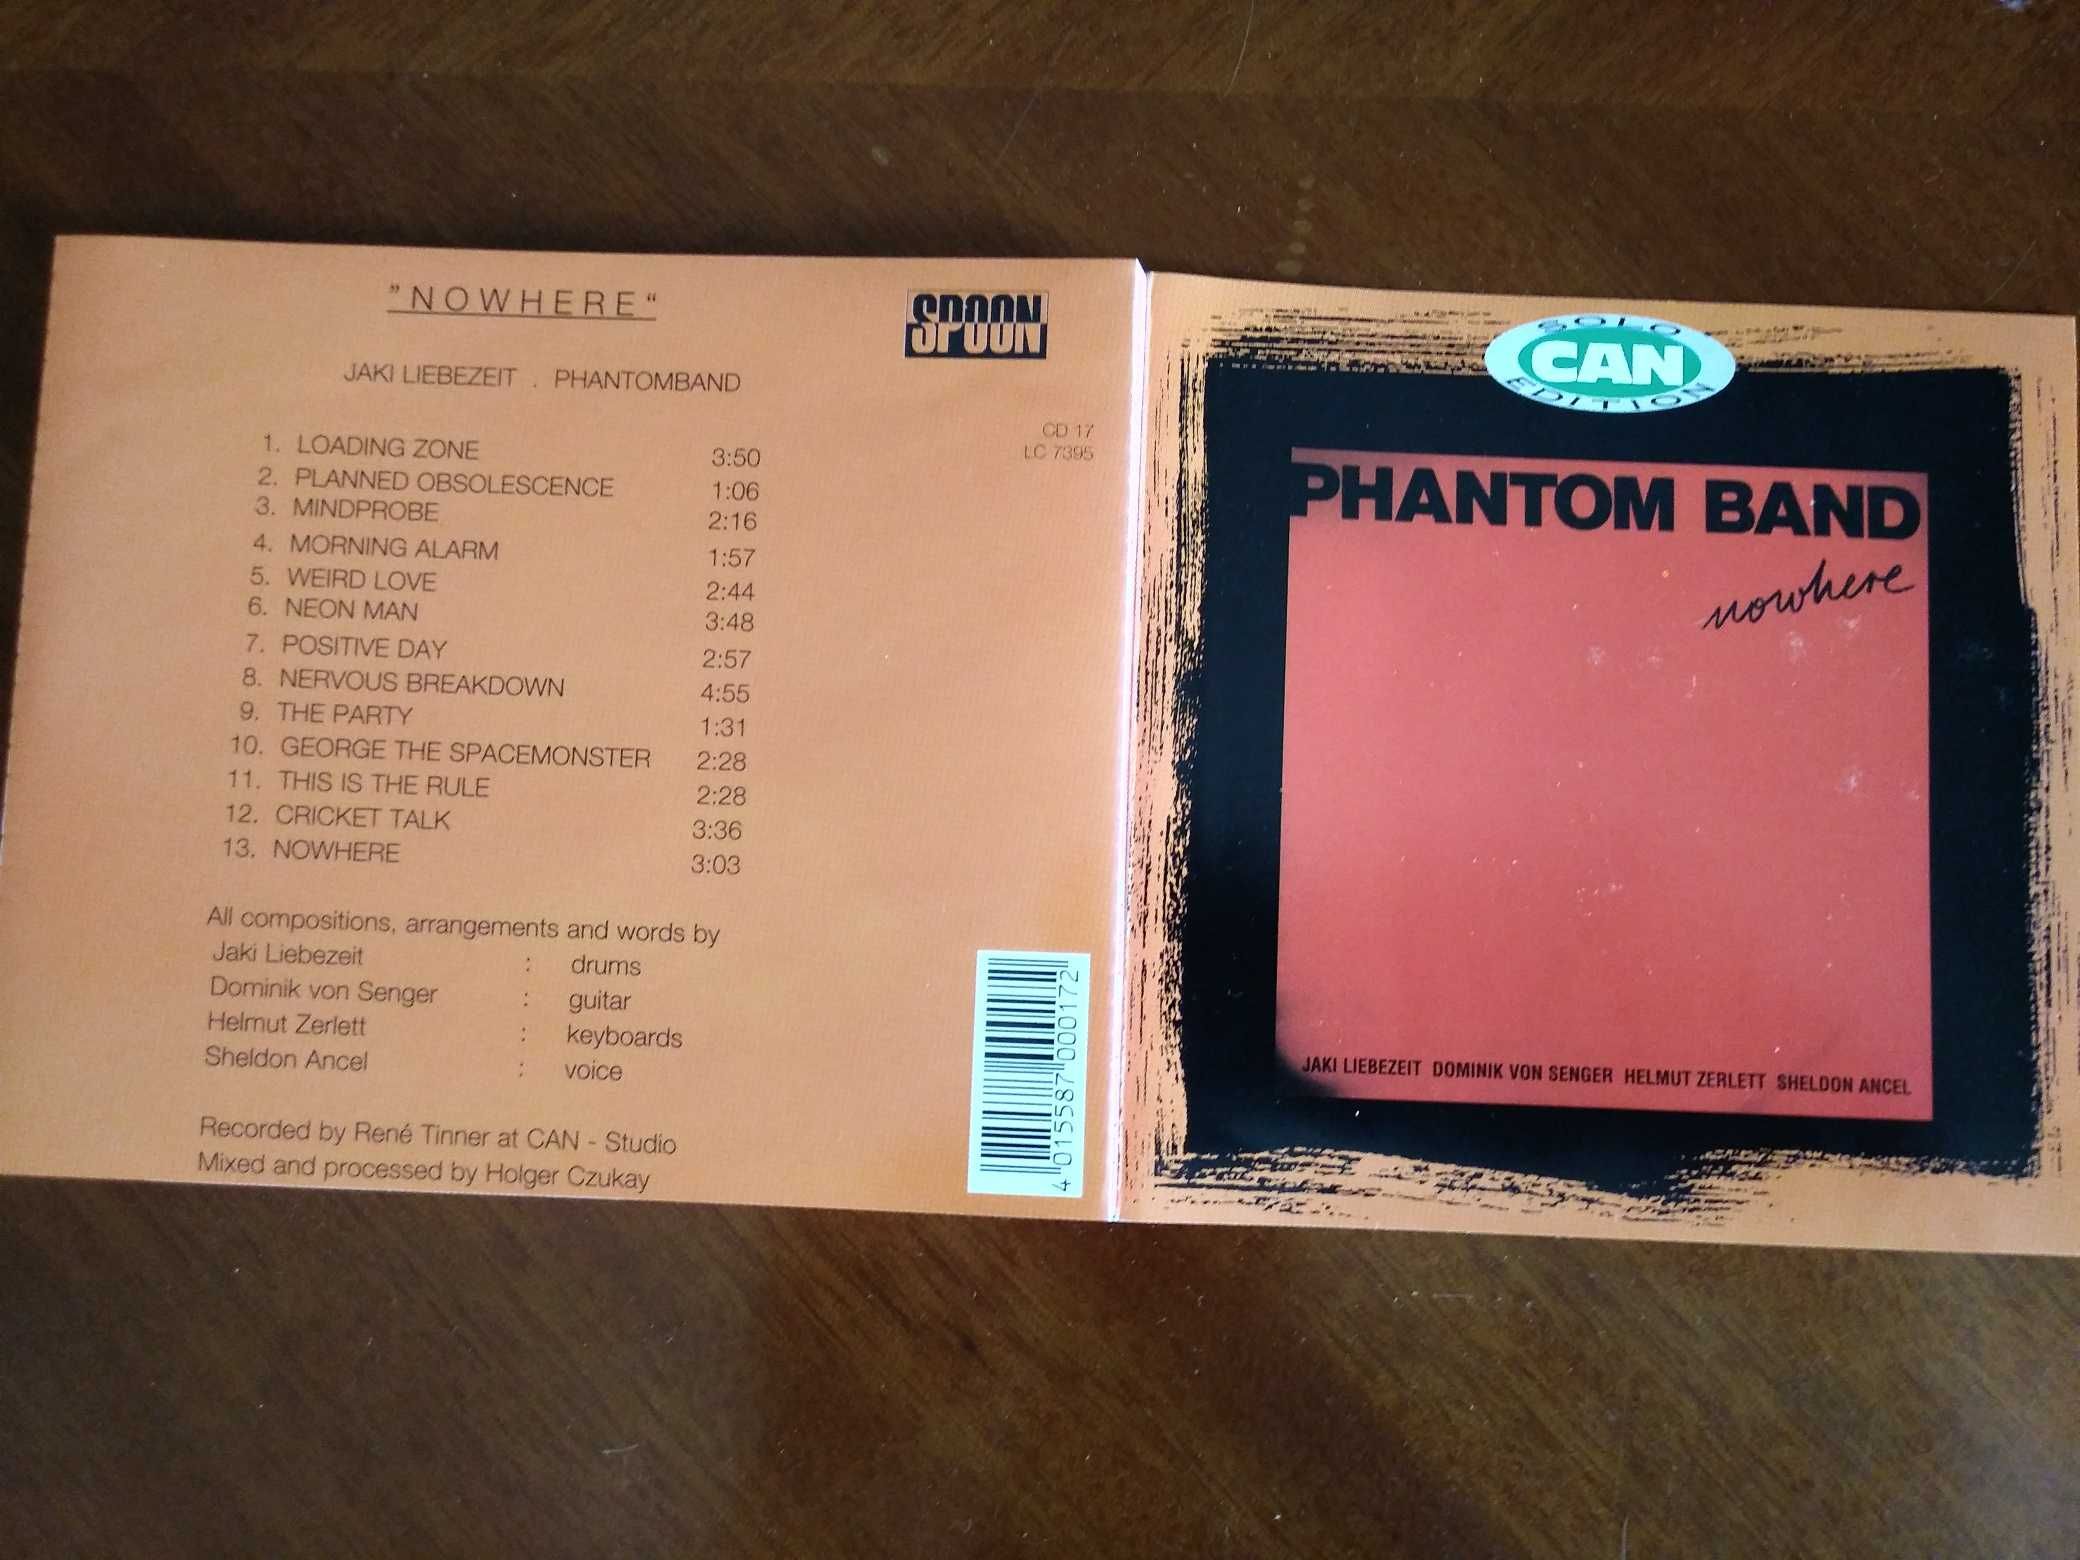 "NOWHERE"
SPOON
JAKI LIEBEZEIT . PHANTOMBAND
CD 17
LC 7395
1. LOADING ZONE 3:50
2. PLANNED OBSOLESCENCE 1:06
3. MINDPROBE 2:16
4. MORNING ALARM 1:57
5. WEIRD LOVE 2:44
6. NEON MAN 3:48
7. POSITIVE DAY 2:57
8. NERVOUS BREAKDOWN 4:55
9. THE PARTY 1:31
10. GEORGE THE SPACEMONSTER 2:28
11. THIS IS THE RULE 2:28
12. CRICKET TALK 3:36
13. NOWHERE 3:03
All compositions, arrangements and words by
Jaki Liebezeit : drums
Dominik von Senger : guitar
Helmut Zerlett : keyboards
Sheldon Ancel : voice
Recorded by René Tinner at CAN - Studio
Mixed and processed by Holger Czukay
4 015587 000172
SOLO
CAN
EDITION
PHANTOM BAND
nowhere
JAKI LIEBEZEIT DOMINIK VON SENGER HELMUT ZERLETT SHELDON ANCEL